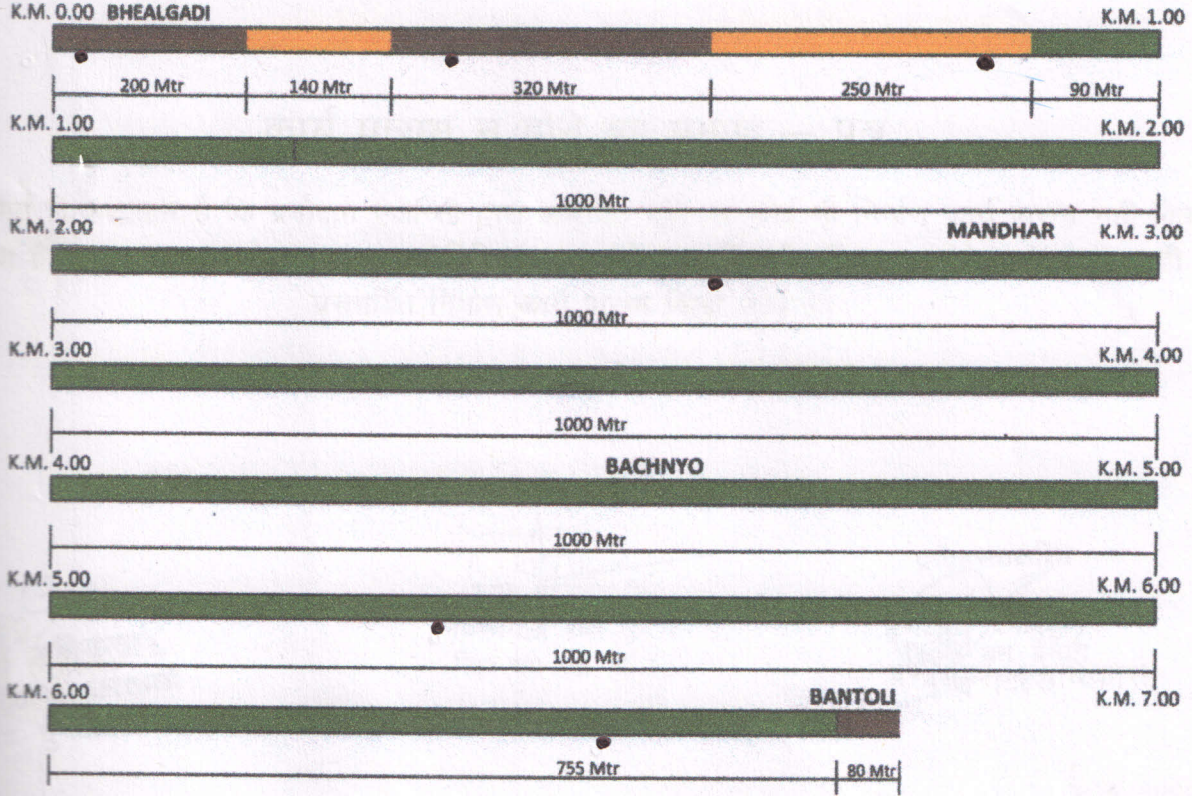 K.M. 0.00 BHEALGADI K.M. 1.00
200 Mtr 140 Mtr 320 Mtr 250 Mtr 90 Mtr
K.M. 1.00 K.M. 2.00
1000 Mtr
K.M. 2.00 MANDHAR K.M. 3.00
1000 Mtr
K.M. 3.00 K.M. 4.00
1000 Mtr
K.M. 4.00 BACHNYO K.M. 5.00
1000 Mtr
K.M. 5.00 K.M. 6.00
1000 Mtr
K.M. 6.00 BANTOLI K.M. 7.00
755 Mtr 80 Mtr